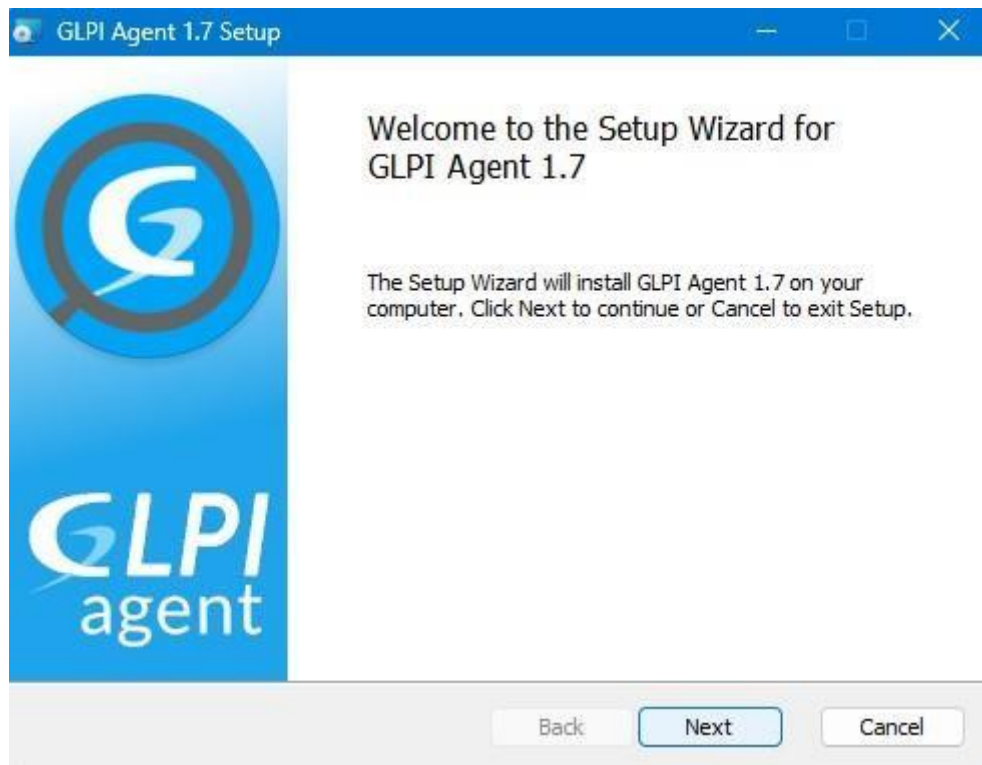 GLPI Agent 1.7 Setup
Welcome to the Setup Wizard for
GLPI Agent 1.7
The Setup Wizard will install GLPI Agent 1.7 on your
computer. Click Next to continue or Cancel to exit Setup.
GLPI
agent
Back
Next
Cancel